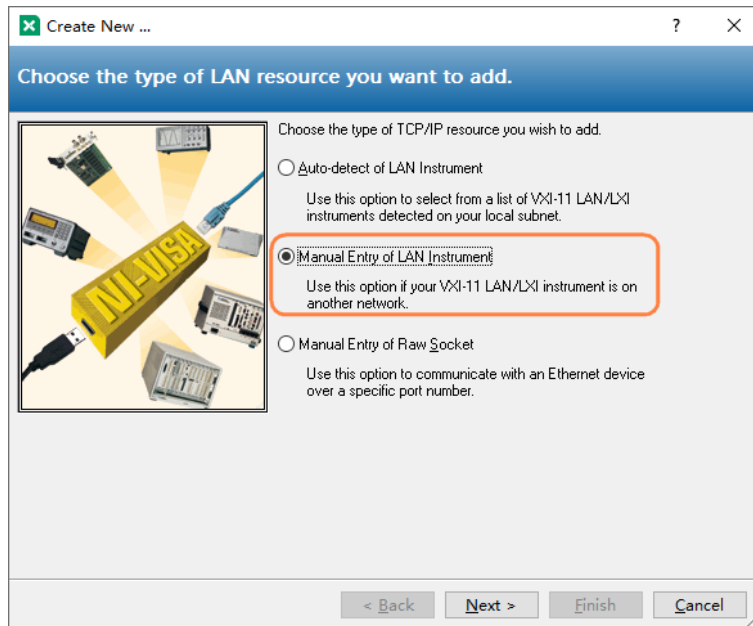 Create New ...
Choose the type of LAN resource you want to add.
Choose the type of TCP/IP resource you wish to add.
Auto-detect of LAN Instrument
Use this option to select from a list of VXI-11 LAN/LXI
instruments detected on your local subnet.
Manual Entry of LAN Instrument
Use this option if your VXI-11 LAN/LXI instrument is on
another network.
Manual Entry of Raw Socket
Use this option to communicate with an Ethernet device
over a specific port number.
NI-VISA
< Back Next > Finish Cancel